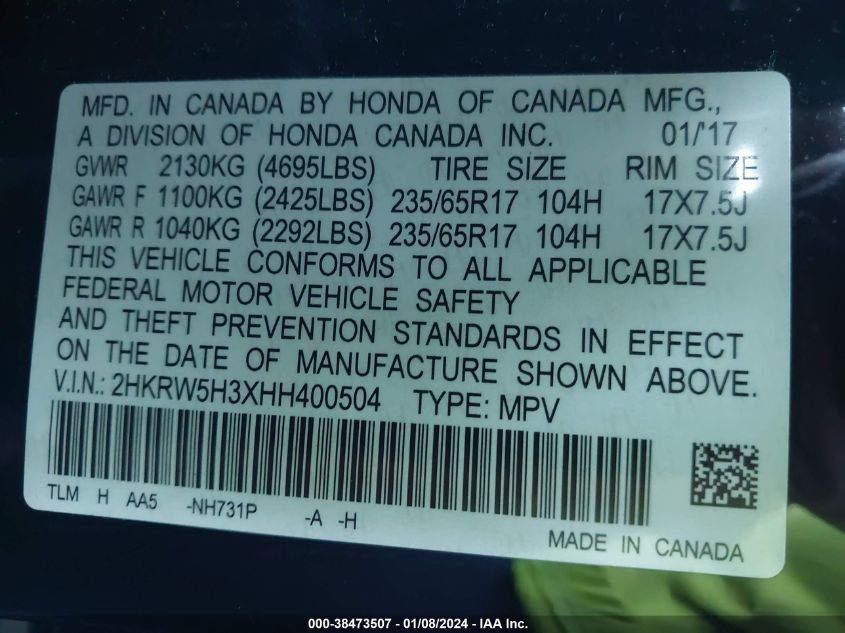 MFD. IN CANADA BY HONDA OF CANADA MFG.,
A DIVISION OF HONDA CANADA INC. 01/'17
GVWR 2130KG (4695LBS) TIRE SIZE RIM SIZE
GAWR F 1100KG (2425LBS) 235/65R17 104H 17X7.5J
GAWR R 1040KG (2292LBS) 235/65R17 104H 17X7.5J
THIS VEHICLE CONFORMS TO ALL APPLICABLE
FEDERAL MOTOR VEHICLE SAFETY
AND THEFT PREVENTION STANDARDS IN EFFECT
ON THE DATE OF MANUFACTURE SHOWN ABOVE.
V.I.N.: 2HKRW5H3XHH400504 TYPE: MPV
TLM H AA5 -NH731P -A -H
MADE IN CANADA
000-38473507 - 01/08/2024 - IAA Inc.